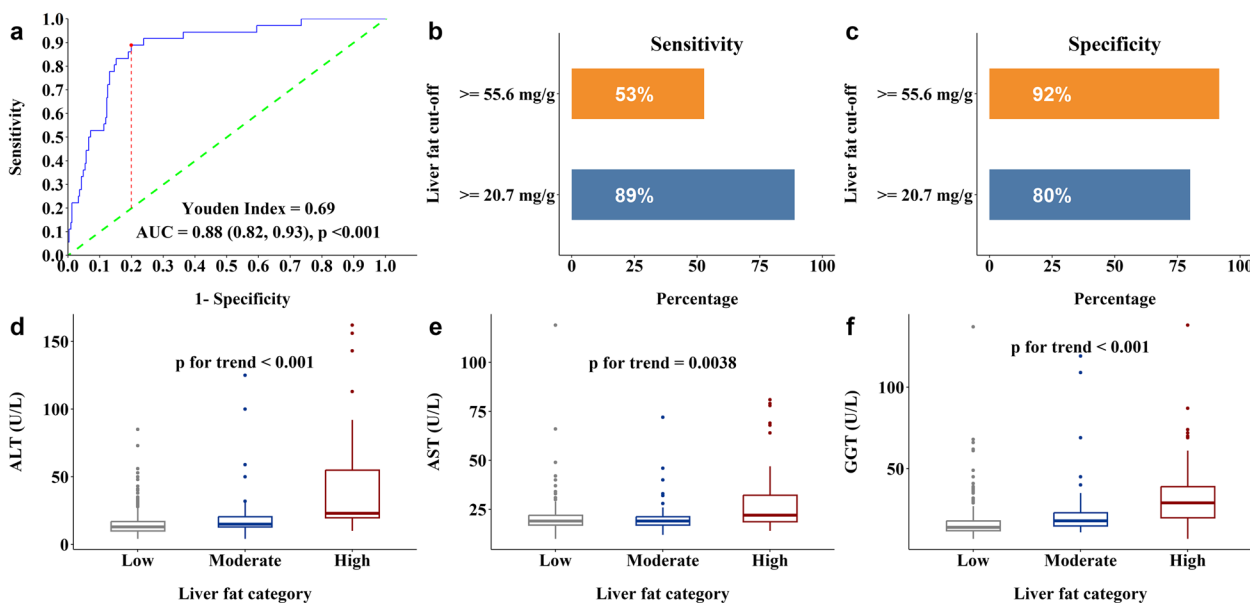 a
1.0
0.9
0.8
0.7
0.6
0.5
0.4
0.3
0.2
0.1
0.0
Sensitivity
Youden Index = 0.69
AUC = 0.88 (0.82, 0.93), p <0.001
0.0 0.1 0.2 0.3 0.4 0.5 0.6 0.7 0.8 0.9 1.0
1- Specificity
b
Sensitivity
Liver fat cut-off
>= 55.6 mg/g
53%
>= 20.7 mg/g
89%
0 25 50 75 100
Percentage
c
Specificity
Liver fat cut-off
>= 55.6 mg/g
92%
>= 20.7 mg/g
80%
0 25 50 75 100
Percentage
d
p for trend < 0.001
ALT (U/L)
150
100
50
0
Low Moderate High
Liver fat category
e
p for trend = 0.0038
AST (U/L)
100
75
50
25
Low Moderate High
Liver fat category
f
p for trend < 0.001
GGT (U/L)
100
50
Low Moderate High
Liver fat category